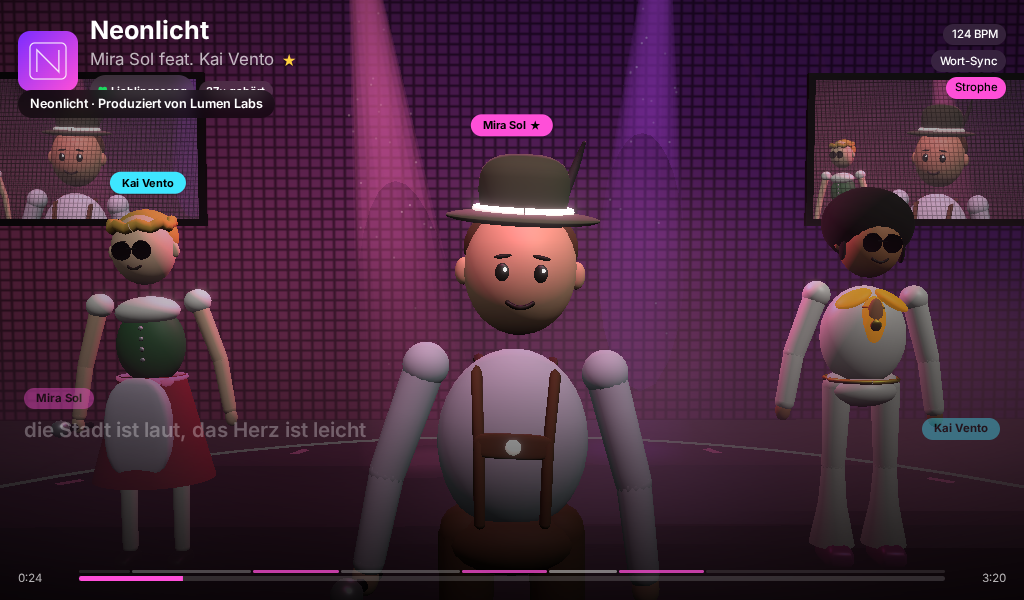 Neonlicht
Mira Sol feat. Kai Vento ★
Neonlicht · Produziert von Lumen Labs
124 BPM
Wort-Sync
Strophe
Mira Sol ★
Kai Vento
Mira Sol
die Stadt ist laut, das Herz ist leicht
Kai Vento
0:24
3:20